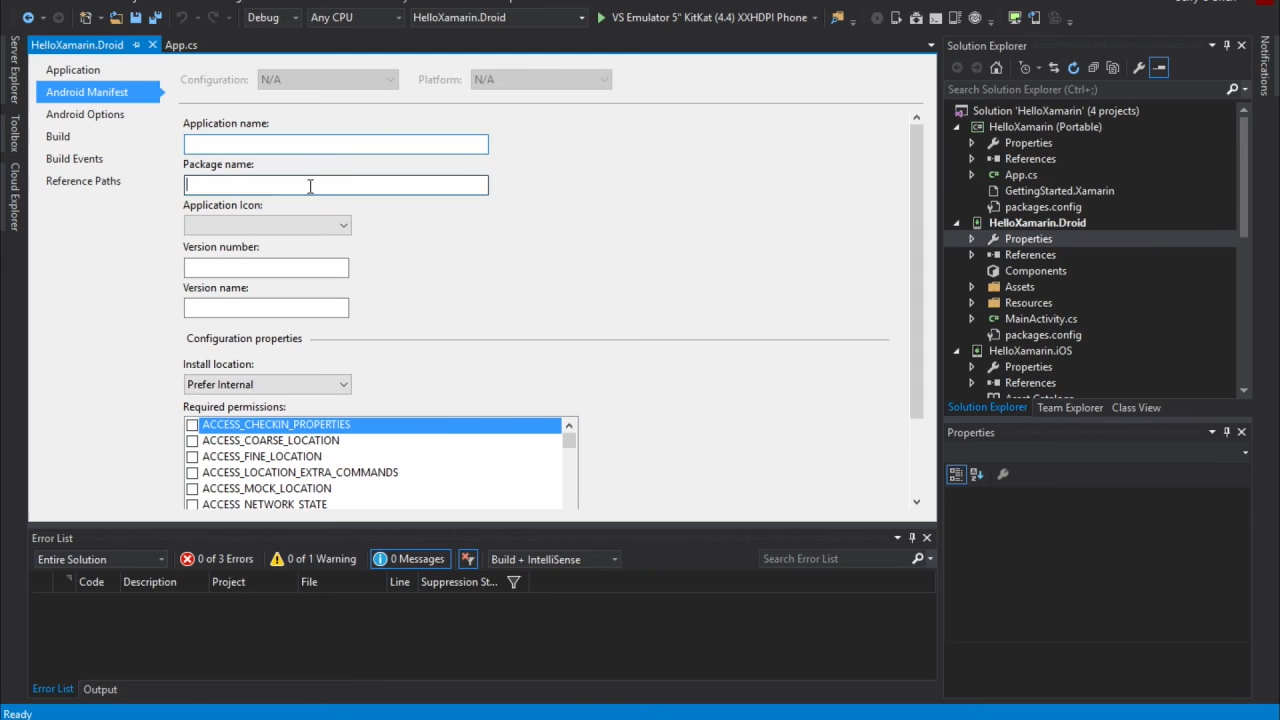 Debug
Any CPU
HelloXamarin.Droid
VS Emulator 5" KitKat (4.4) XXHDPI Phone
HelloXamarin.Droid
App.cs
Server Explorer
Toolbox
Cloud Explorer
Application
Android Manifest
Android Options
Build
Build Events
Reference Paths
Configuration:
N/A
Platform:
N/A
Application name:
Package name:
Application Icon:
Version number:
Version name:
Configuration properties
Install location:
Prefer Internal
Required permissions:
ACCESS_CHECKIN_PROPERTIES
ACCESS_COARSE_LOCATION
ACCESS_FINE_LOCATION
ACCESS_LOCATION_EXTRA_COMMANDS
ACCESS_MOCK_LOCATION
ACCESS_NETWORK_STATE
Solution Explorer
Search Solution Explorer (Ctrl+;)
Solution 'HelloXamarin' (4 projects)
HelloXamarin (Portable)
Properties
References
App.cs
GettingStarted.Xamarin
packages.config
HelloXamarin.Droid
Properties
References
Components
Assets
Resources
MainActivity.cs
packages.config
HelloXamarin.iOS
Properties
References
Solution Explorer
Team Explorer
Class View
Properties
Notifications
Error List
Entire Solution
0 of 3 Errors
0 of 1 Warning
0 Messages
Build + IntelliSense
Search Error List
Code
Description
Project
File
Line
Suppression St...
Error List
Output
Ready